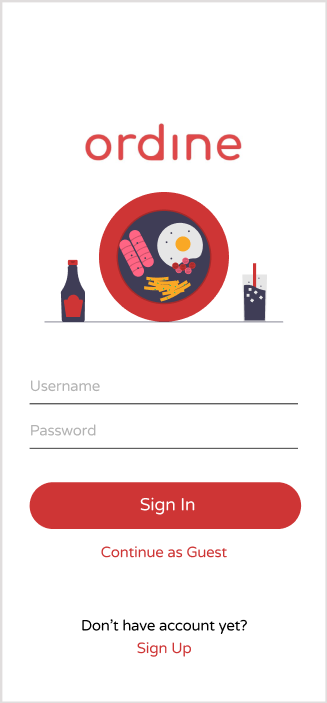 ordine
Username
Password
Sign In
Continue as Guest
Don’t have account yet?
Sign Up